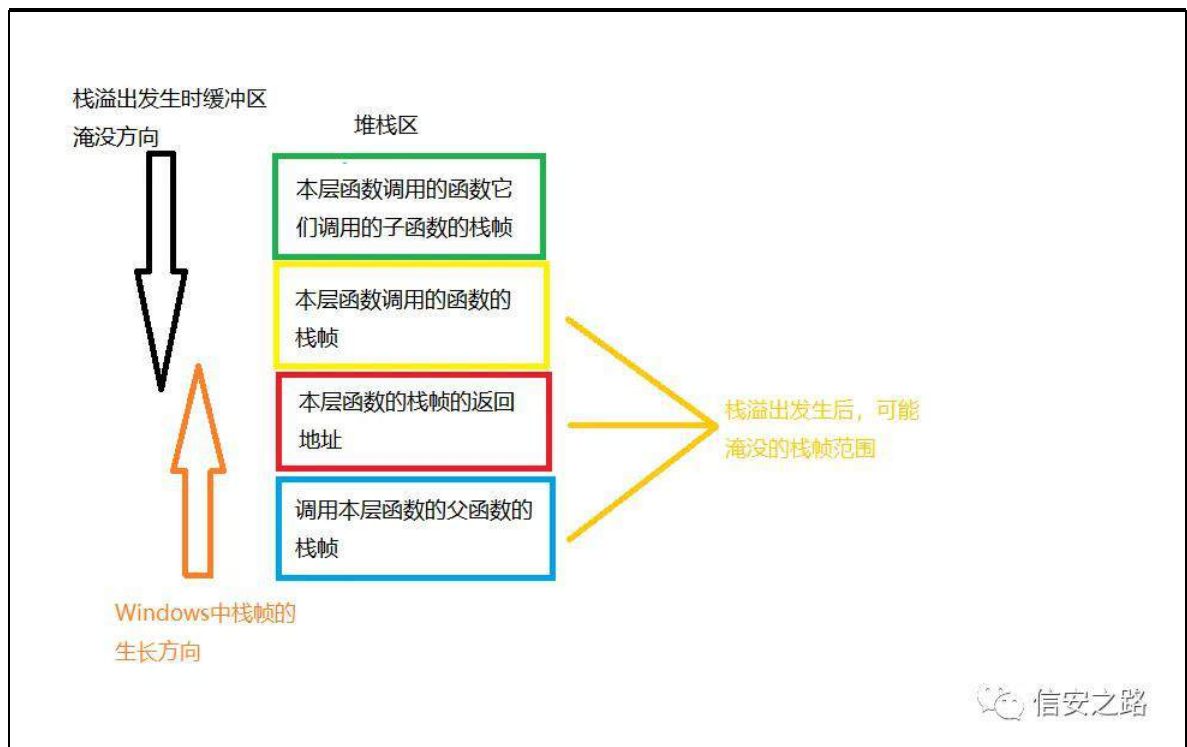 栈溢出发生时缓冲区
淹没方向
堆栈区
本层函数调用的函数它
们调用的子函数的栈帧
本层函数调用的函数的
栈帧
本层函数的栈帧的返回
地址
调用本层函数的父函数的
栈帧
栈溢出发生后，可能
淹没的栈帧范围
Windows中栈帧的
生长方向
信安之路